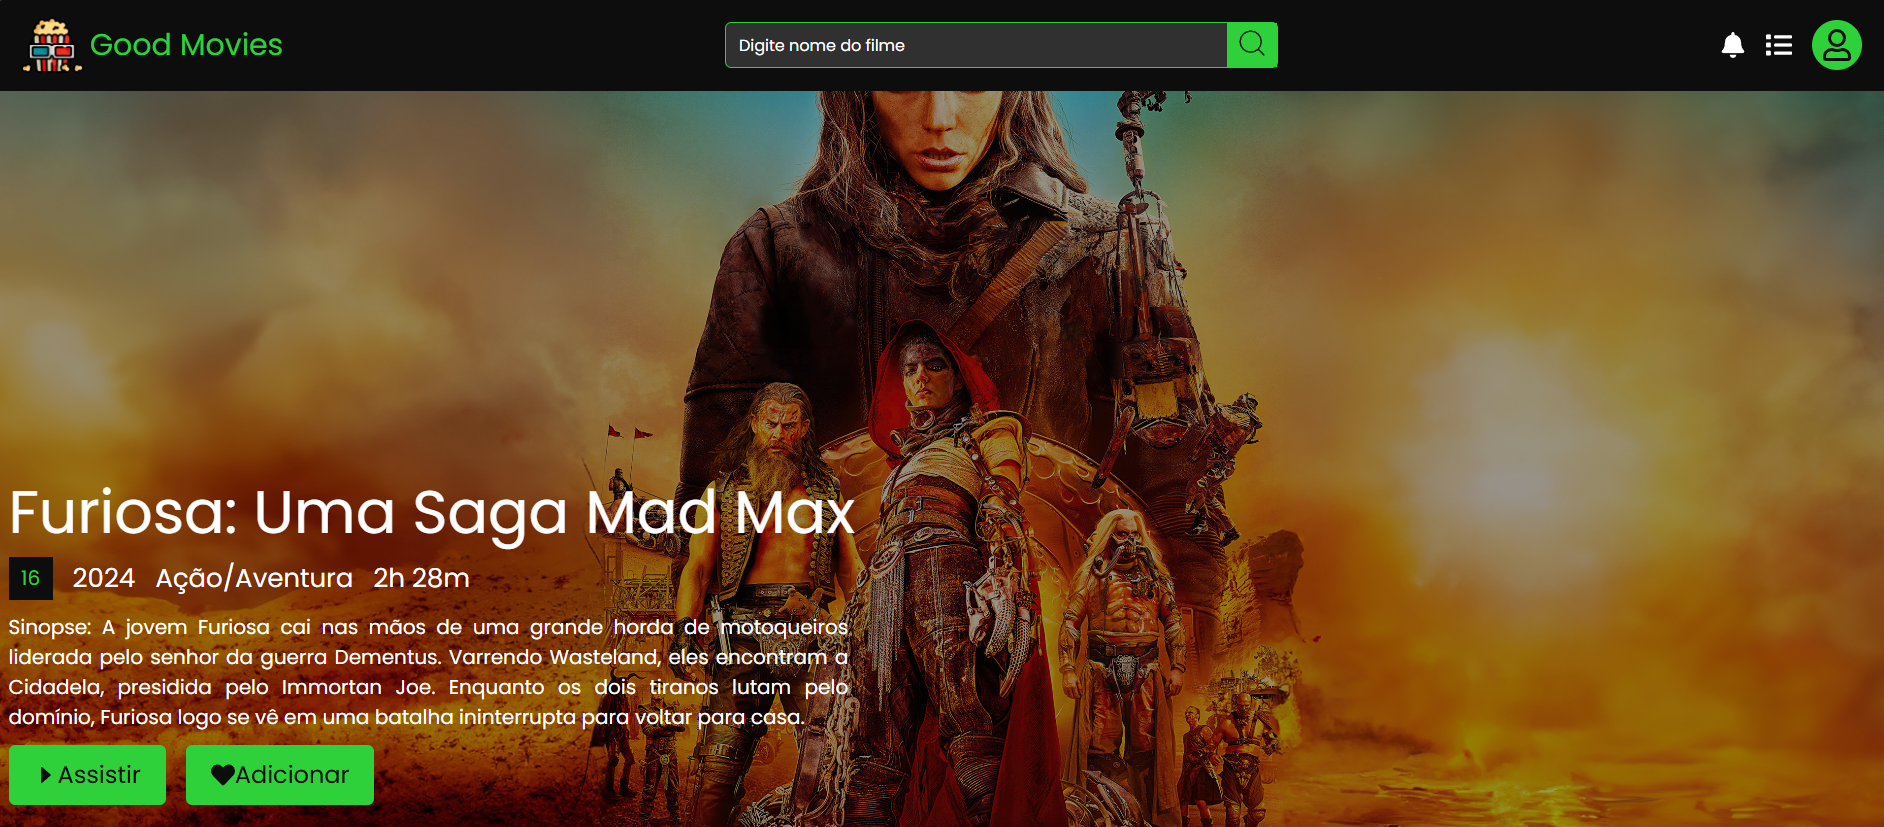 Good Movies
Digite nome do filme
Furiosa: Uma Saga Mad Max
16 2024 Ação/Aventura 2h 28m
Sinopse: A jovem Furiosa cai nas mãos de uma grande horda de motoqueiros
liderada pelo senhor da guerra Dementus. Varrendo Wasteland, eles encontram a
Cidadela, presidida pelo Immortan Joe. Enquanto os dois tiranos lutam pelo
domínio, Furiosa logo se vê em uma batalha ininterrupta para voltar para casa.
Assistir Adicionar